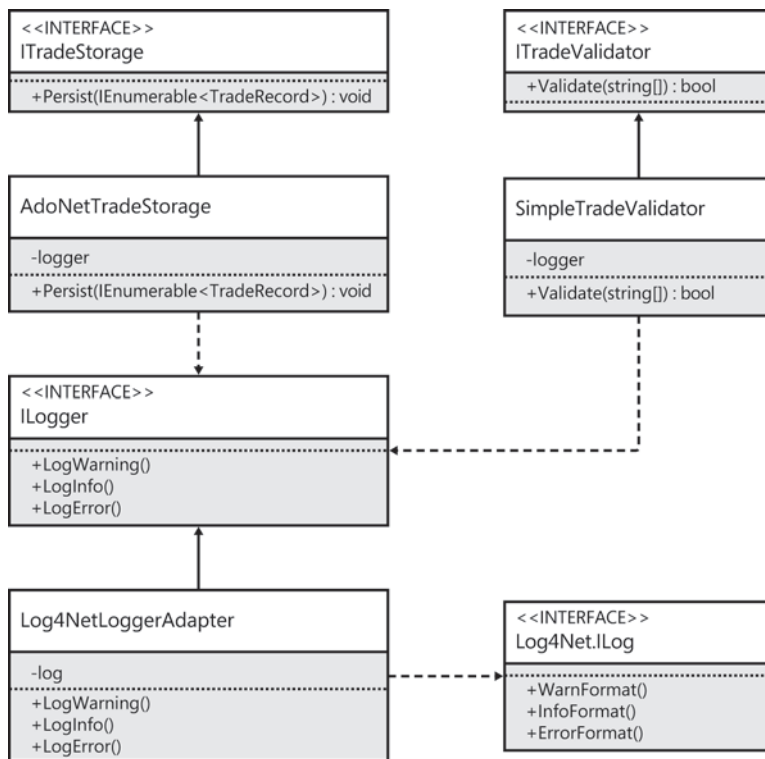 <<INTERFACE>>
ITradeStorage
+Persist(IEnumerable<TradeRecord>) : void
<<INTERFACE>>
ITradeValidator
+Validate(string[]) : bool
AdoNetTradeStorage
-logger
+Persist(IEnumerable<TradeRecord>) : void
SimpleTradeValidator
-logger
+Validate(string[]) : bool
<<INTERFACE>>
ILogger
+LogWarning()
+LogInfo()
+LogError()
Log4NetLoggerAdapter
-log
+LogWarning()
+LogInfo()
+LogError()
<<INTERFACE>>
Log4Net.ILog
+WarnFormat()
+InfoFormat()
+ErrorFormat()